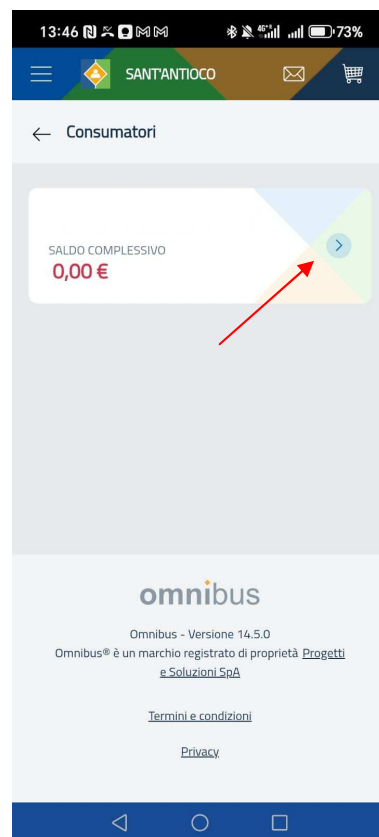 13:46 46+ 73%
SANT'ANTIOCO
Consumatori
SALDO COMPLESSIVO
0,00 €
omnibus
Omnibus - Versione 14.5.0
Omnibus® è un marchio registrato di proprietà Progetti
e Soluzioni SpA
Termini e condizioni
Privacy